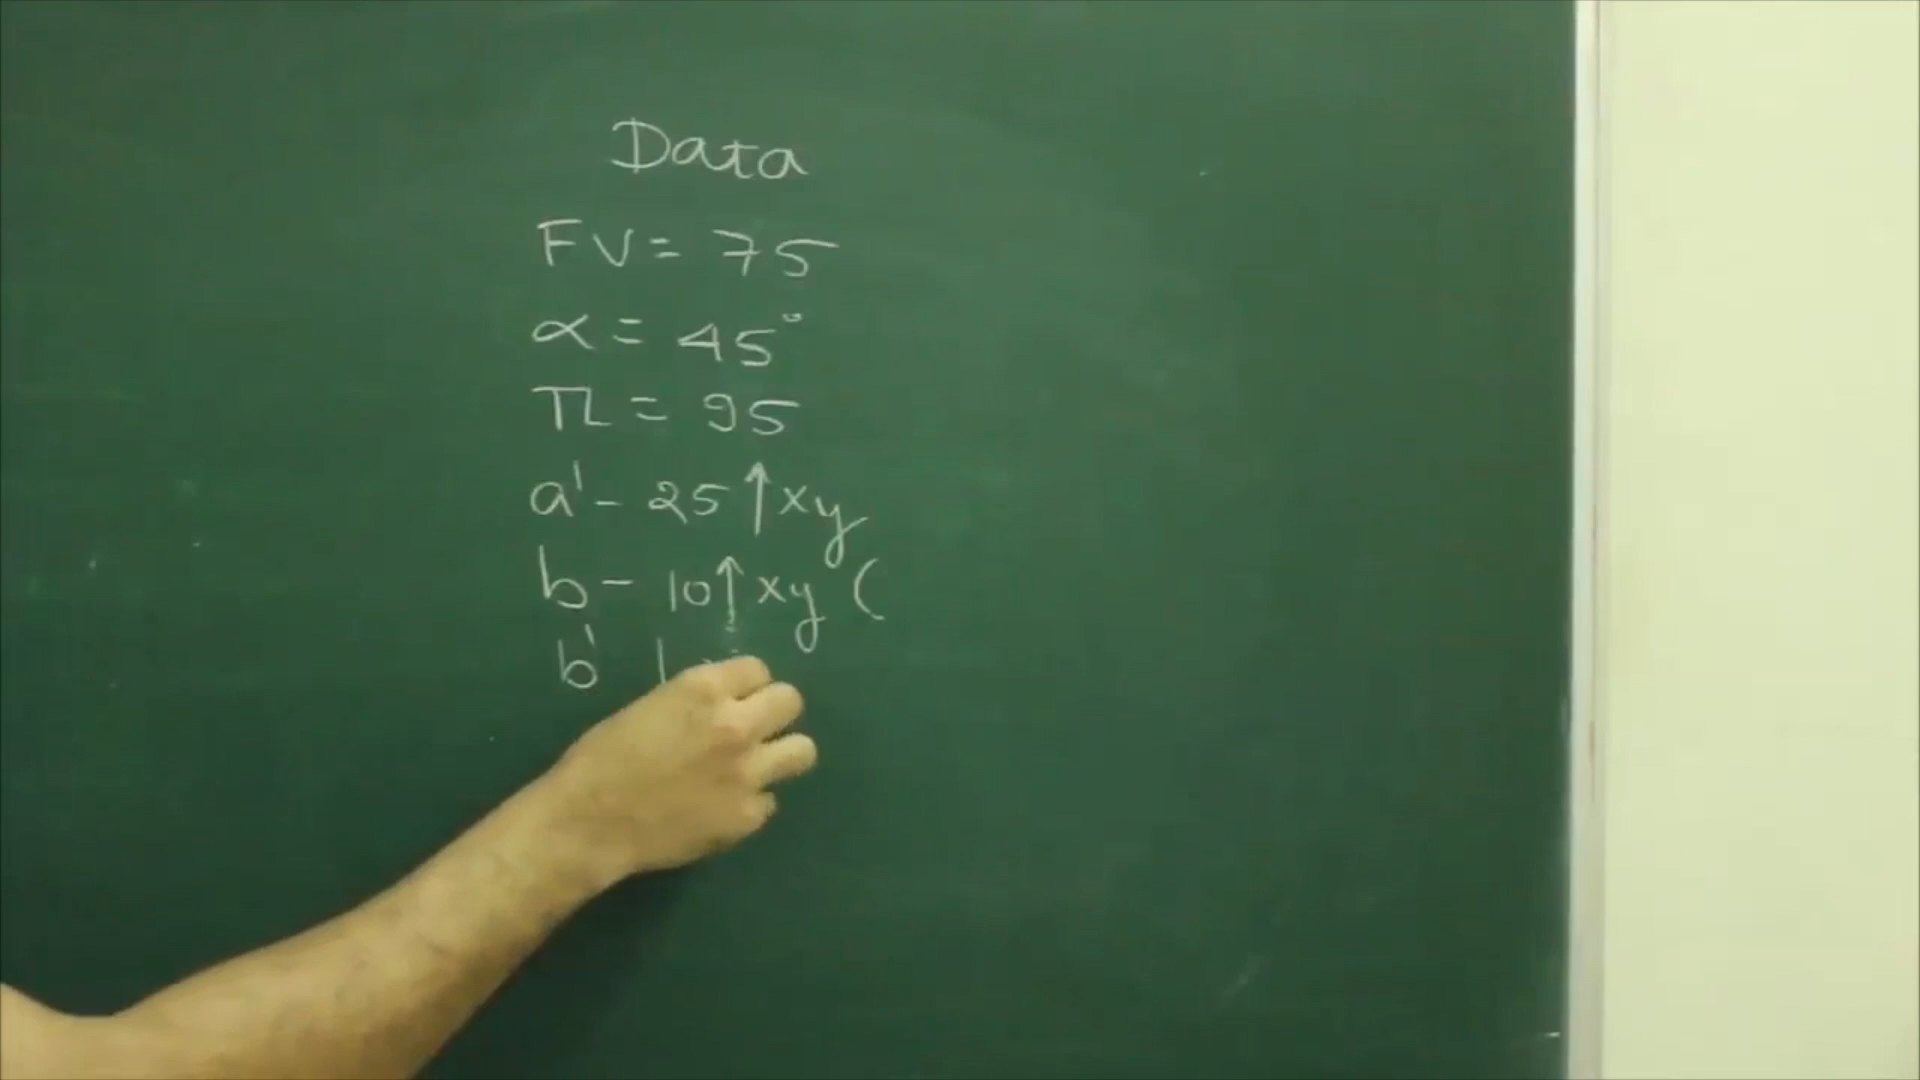 Data
FV = 75
α = 45°
TL = 95
a' - 25 ↑ xy
b - 10 ↑ xy (
b'